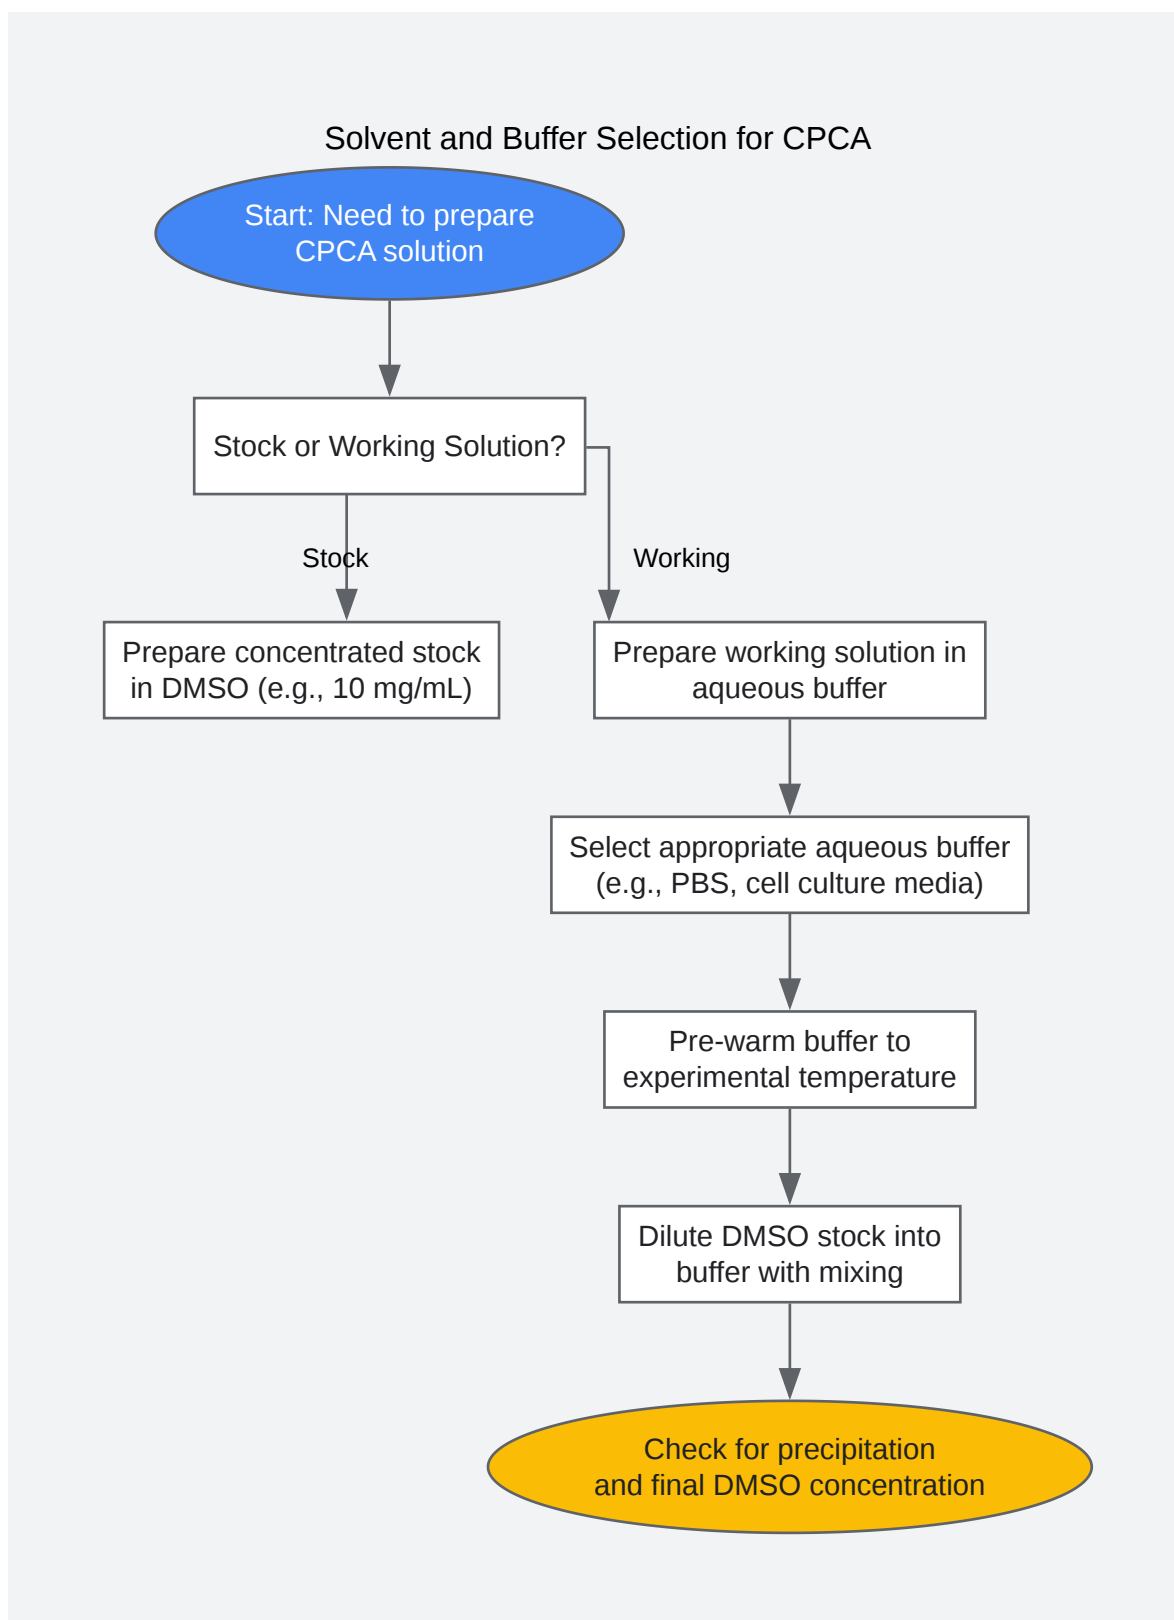 Solvent and Buffer Selection for CPCA
Start: Need to prepare
CPCA solution
Stock or Working Solution?
Stock
Working
Prepare concentrated stock
in DMSO (e.g., 10 mg/mL)
Prepare working solution in
aqueous buffer
Select appropriate aqueous buffer
(e.g., PBS, cell culture media)
Pre-warm buffer to
experimental temperature
Dilute DMSO stock into
buffer with mixing
Check for precipitation
and final DMSO concentration